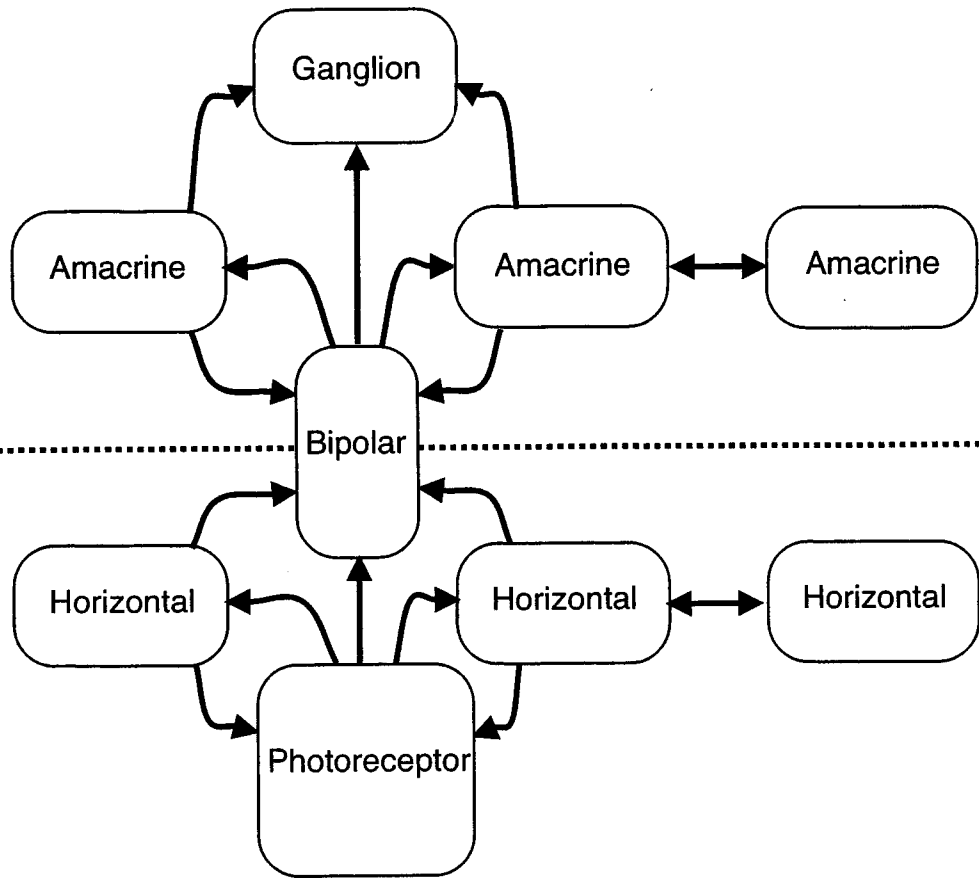 Ganglion
Amacrine
Amacrine
Amacrine
Bipolar
Horizontal
Horizontal
Horizontal
Photoreceptor